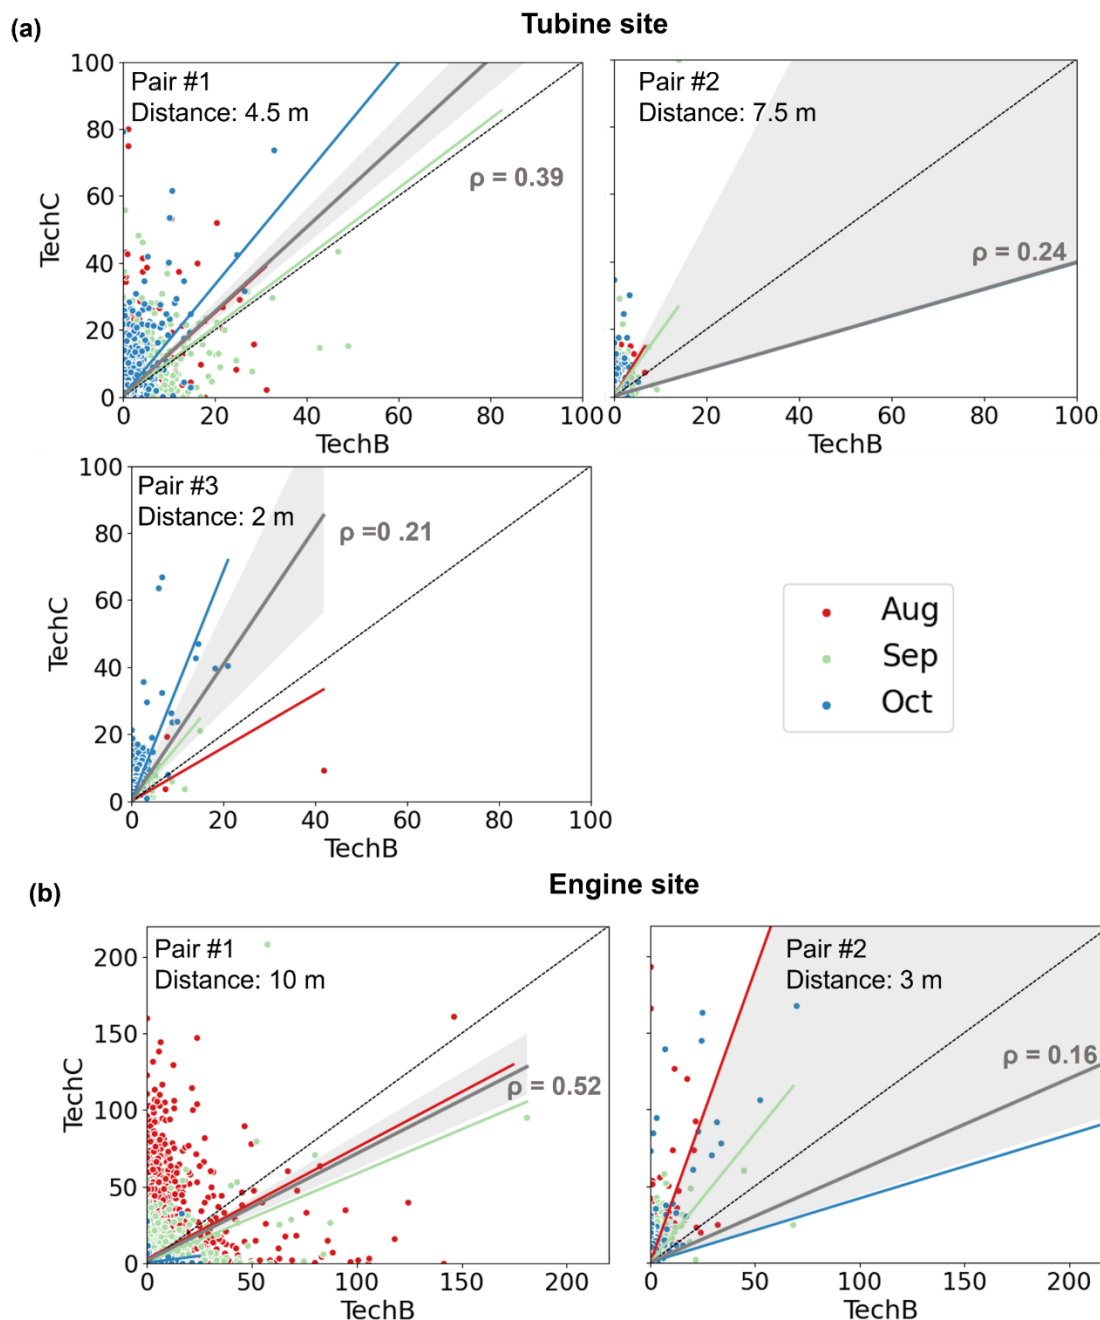 (a)
Tubine site
Pair #1
Distance: 4.5 m
ρ = 0.39
TechC
100
80
60
40
20
0
0 20 40 60 80 100
TechB
Pair #2
Distance: 7.5 m
ρ = 0.24
0 20 40 60 80 100
TechB
Pair #3
Distance: 2 m
ρ =0 .21
TechC
100
80
60
40
20
0
0 20 40 60 80 100
TechB
Aug
Sep
Oct
(b)
Engine site
Pair #1
Distance: 10 m
ρ = 0.52
TechC
200
150
100
50
0
0 50 100 150 200
TechB
Pair #2
Distance: 3 m
ρ = 0.16
0 50 100 150 200
TechB